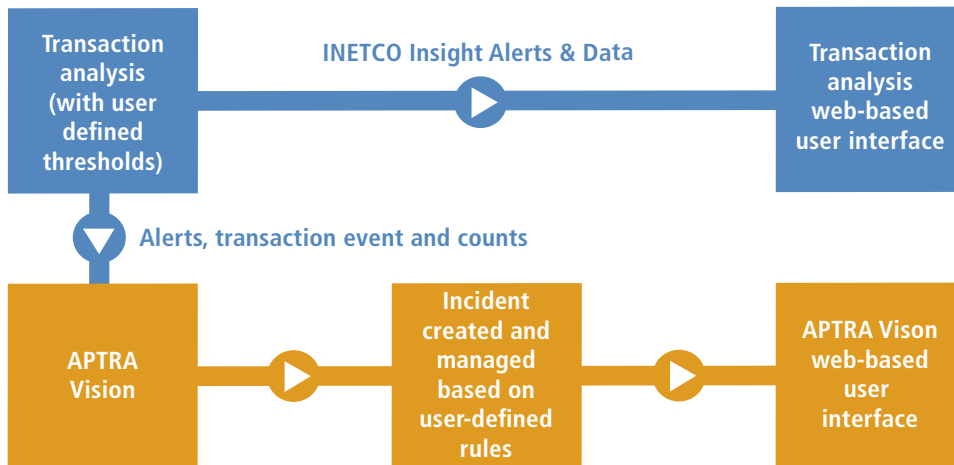 Transaction
analysis
(with user
defined
thresholds)
INETCO Insight Alerts & Data
Transaction
analysis
web-based
user interface
Alerts, transaction event and counts
APTRA
Vision
Incident
created and
managed
based on
user-defined
rules
APTRA Vison
web-based
user
interface